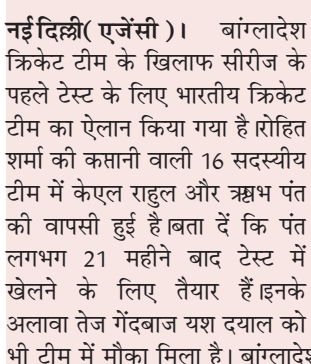 नई दिल्ली( एजेंसी )। बांग्लादेश
क्रिकेट टीम के खिलाफ सीरीज के
पहले टेस्ट के लिए भारतीय क्रिकेट
टीम का ऐलान किया गया है।रोहित
शर्मा की कप्तानी वाली 16 सदस्यीय
टीम में केएल राहुल और ऋषभ पंत
की वापसी हुई है।बता दें कि पंत
लगभग 21 महीने बाद टेस्ट में
खेलने के लिए तैयार हैं।इनके
अलावा तेज गेंदबाज यश दयाल को
भी टीम में मौका मिला है। बांग्लादेश